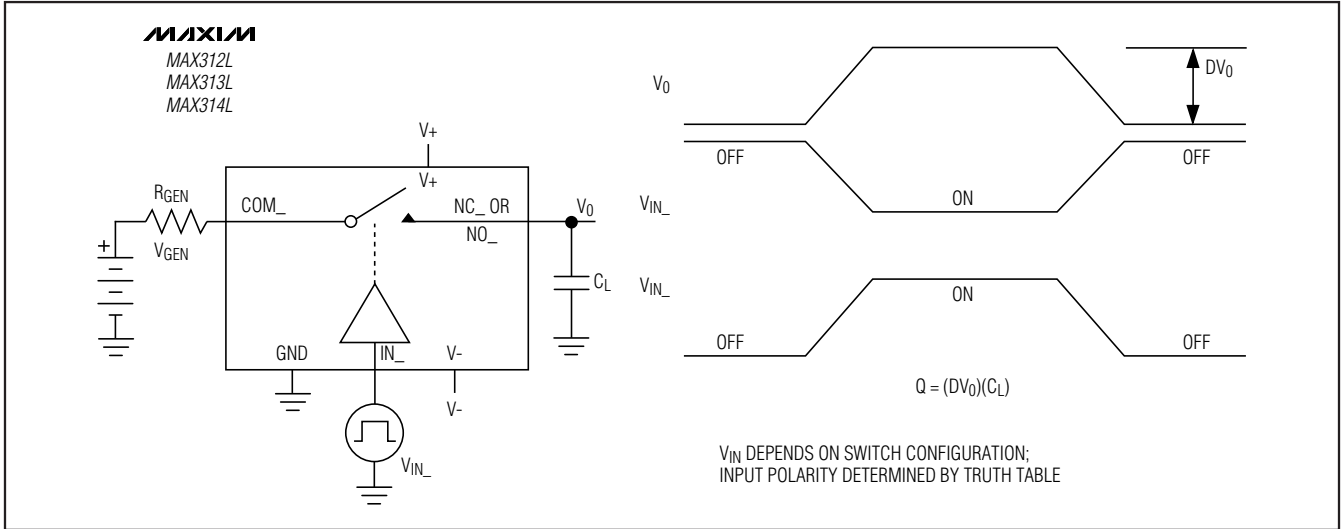 MAXIM
MAX312L
MAX313L
MAX314L
V+
V+
RGEN
COM_
NC_ OR
V0
NO_
VGEN
+
CL
GND
IN_
V-
V-
VIN_
V0
DV0
OFF
OFF
VIN_
ON
VIN_
ON
OFF
OFF
Q = (DV0)(CL)
VIN DEPENDS ON SWITCH CONFIGURATION;
INPUT POLARITY DETERMINED BY TRUTH TABLE